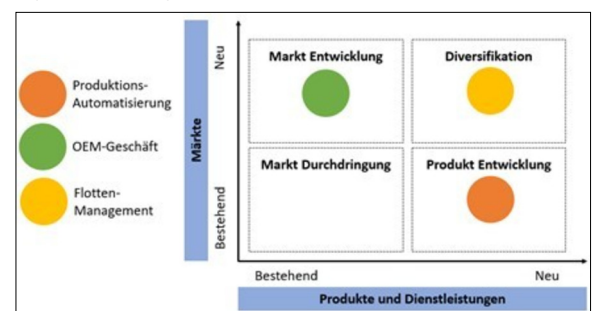 Produktions-
Automatisierung
OEM-Geschäft
Flotten-
Management
Märkte
Neu
Bestehend
Markt Entwicklung
Diversifikation
Markt Durchdringung
Produkt Entwicklung
Bestehend
Neu
Produkte und Dienstleistungen